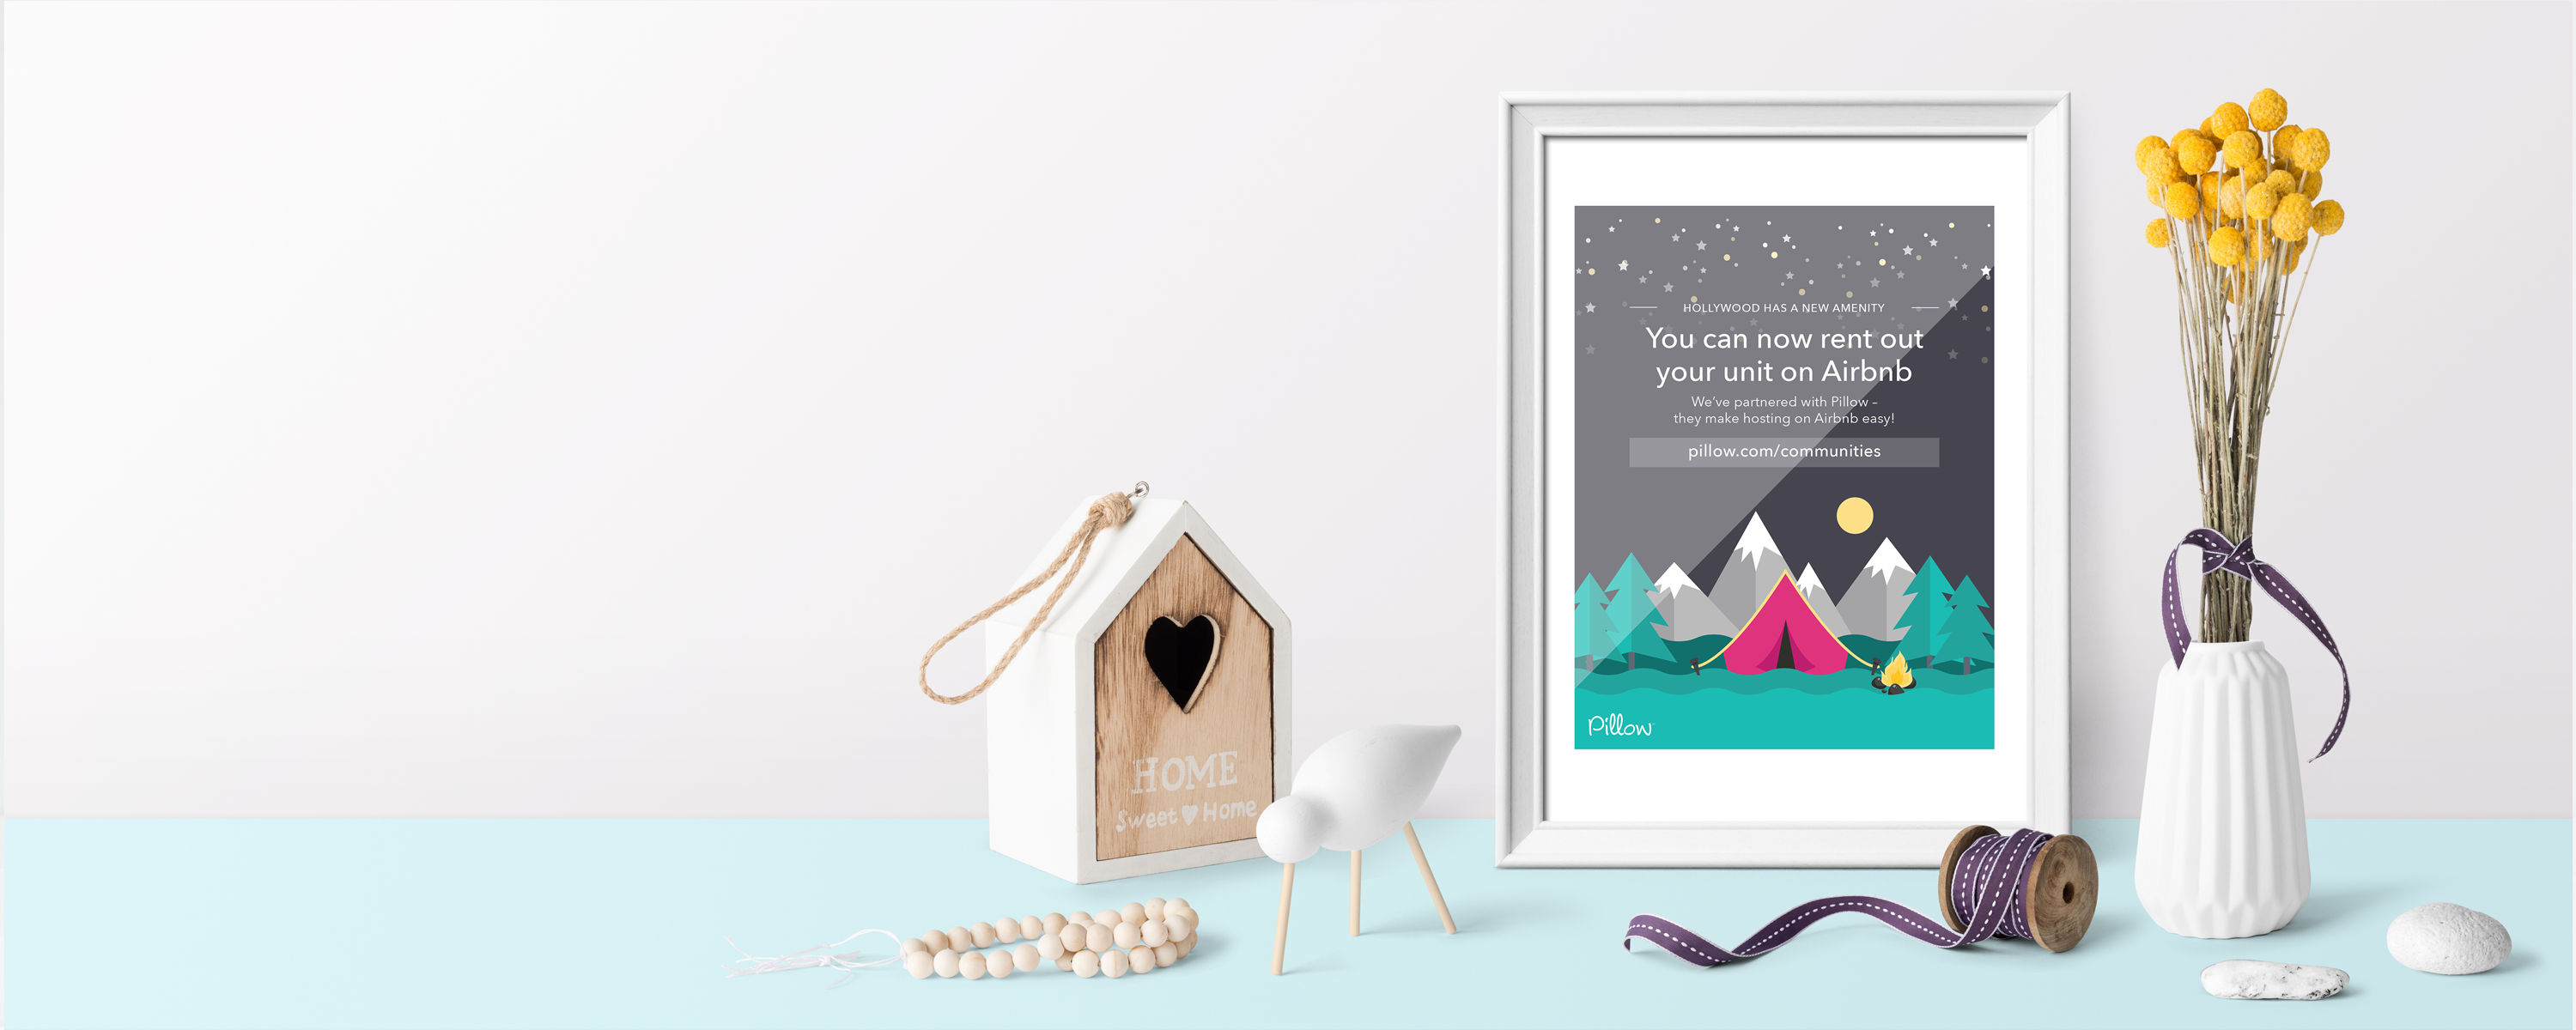 HOLLYWOOD HAS A NEW AMENITY
You can now rent out
your unit on Airbnb
We've partnered with Pillow –
they make hosting on Airbnb easy!
pillow.com/communities
Pillow
HOME
Sweet Home